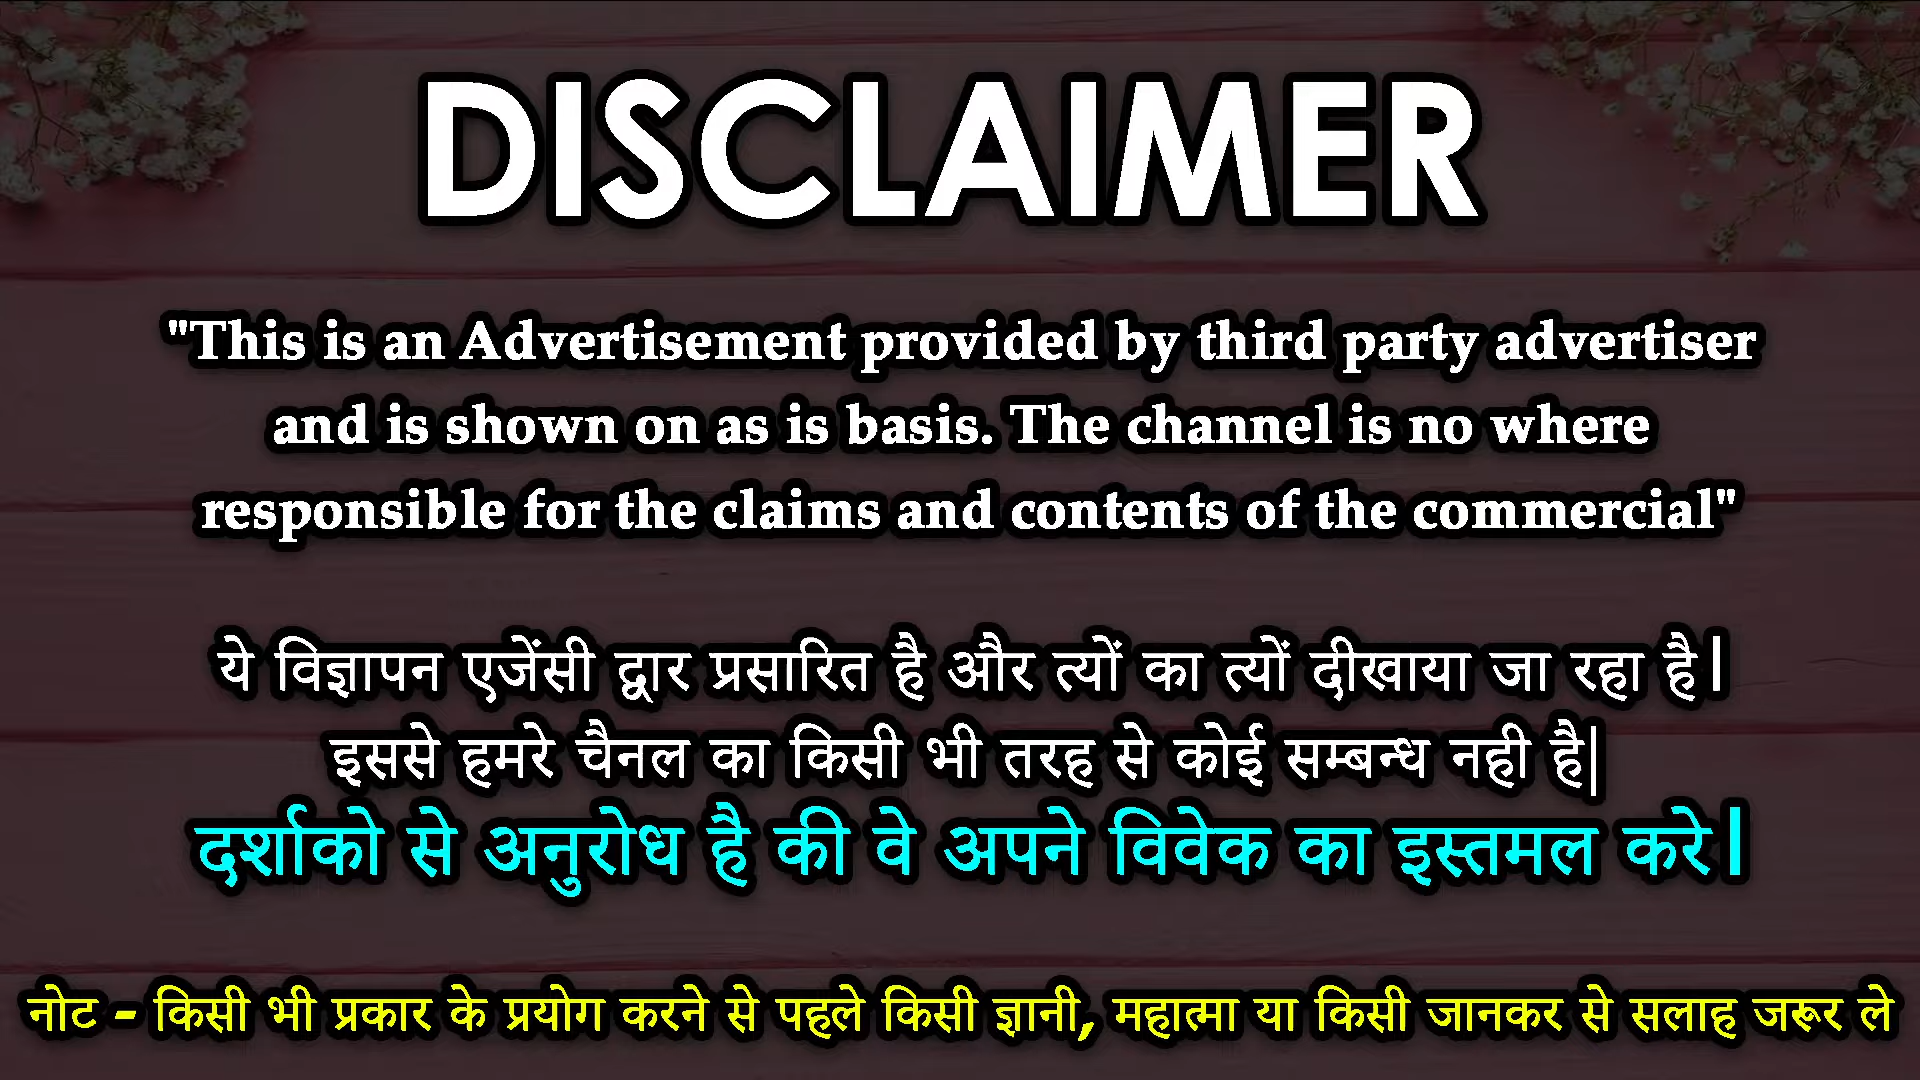 DISCLAIMER
"This is an Advertisement provided by third party advertiser
and is shown on as is basis. The channel is no where
responsible for the claims and contents of the commercial"
ये विज्ञापन एजेंसी द्वार प्रसारित है और त्यों का त्यों दीखाया जा रहा है।
इससे हमरे चैनल का किसी भी तरह से कोई सम्बन्ध नही है|
दर्शाको से अनुरोध है की वे अपने विवेक का इस्तमल करे।
नोट - किसी भी प्रकार के प्रयोग करने से पहले किसी ज्ञानी, महात्मा या किसी जानकर से सलाह जरूर ले